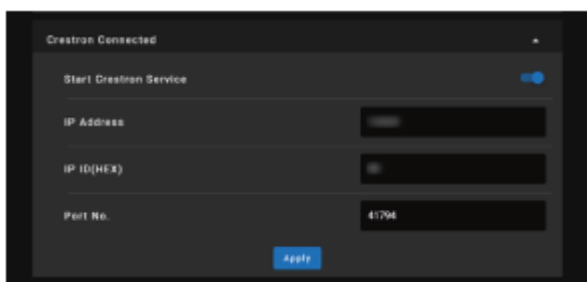 Crestron Connected
Start Crestron Service
IP Address
IP ID(HEX)
Port No.
41794
Apply